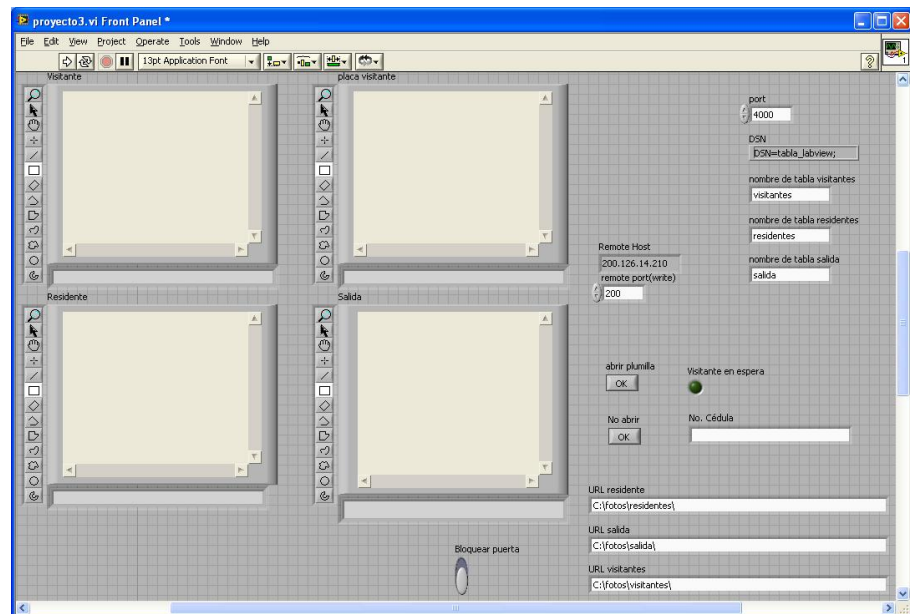 proyecto3.vi Front Panel *
File Edit View Project Operate Tools Window Help
13pt Application Font
1
Visitante
placa visitante
port
4000
DSN
DSN=tabla_labview;
nombre de tabla visitantes
visitantes
nombre de tabla residentes
residentes
nombre de tabla salida
salida
Remote Host
200.126.14.210
remote port(write)
200
Residente
Salida
abrir plumilla
OK
Visitante en espera
No abrir
OK
No. Cédula
URL residente
C:\fotos\residentes\
URL salida
C:\fotos\salida\
URL visitantes
C:\fotos\visitantes\
Bloquear puerta